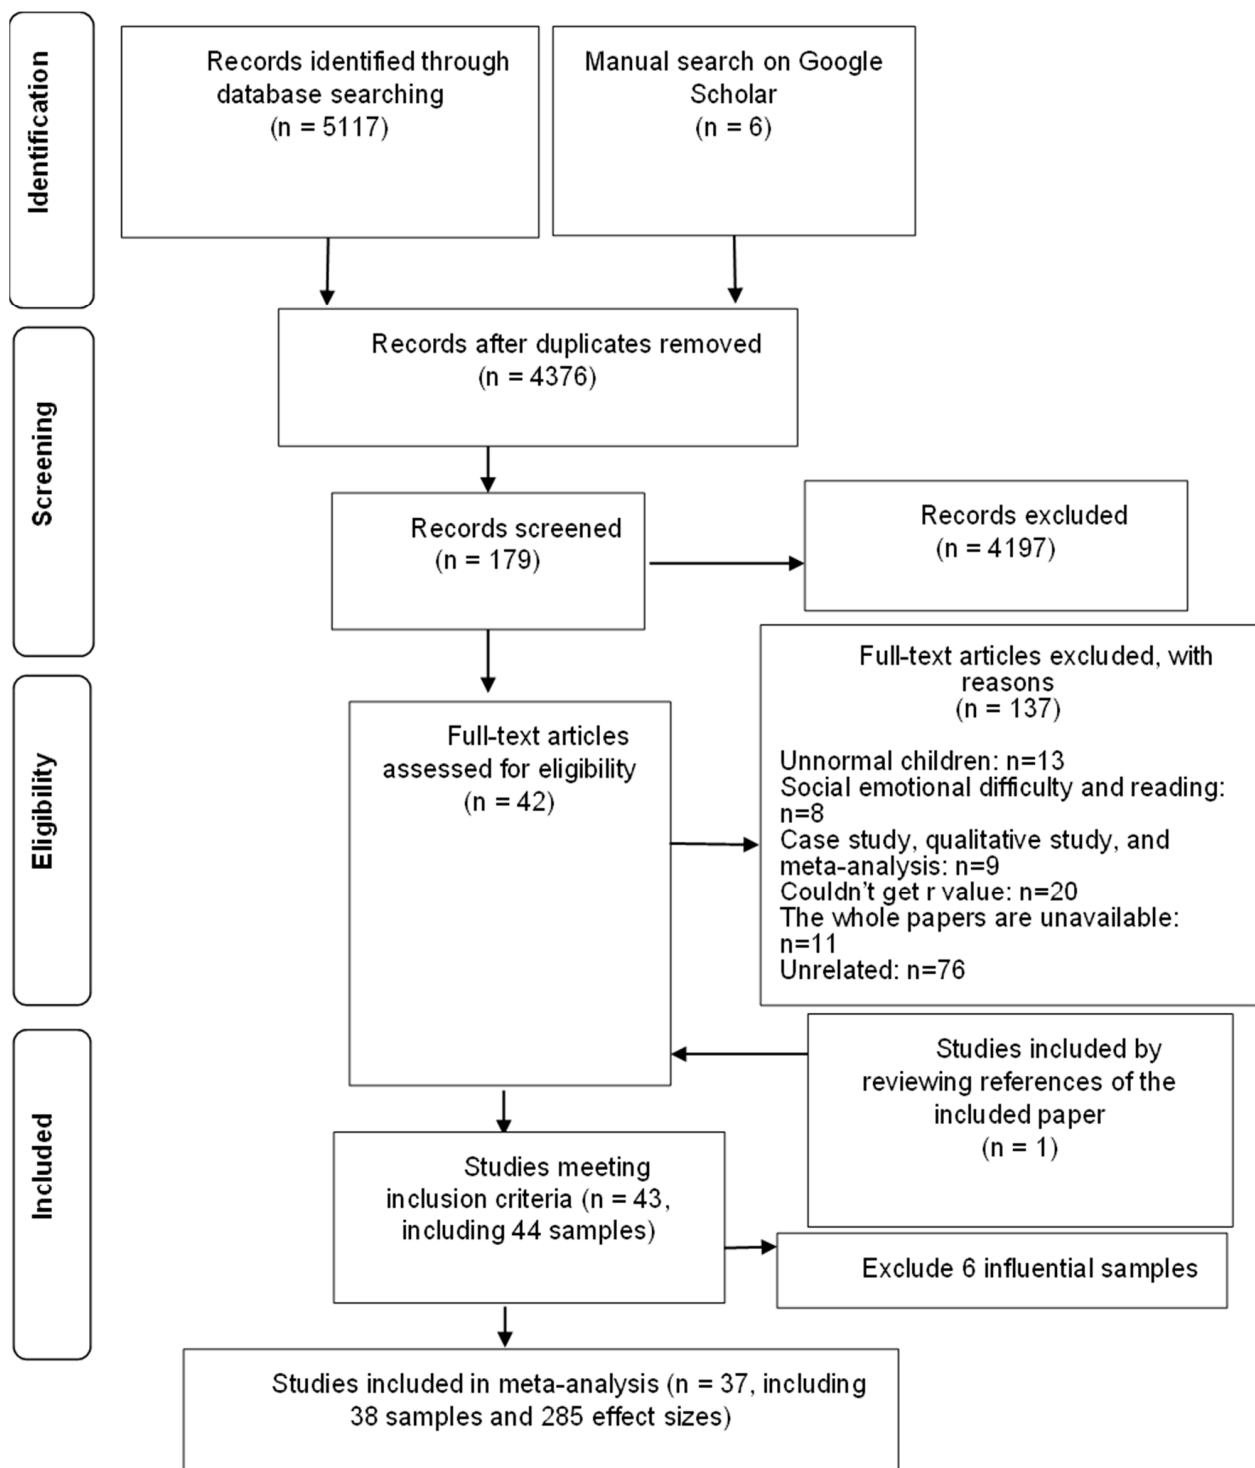 Identification
Records identified through
database searching
(n = 5117)
Manual search on Google
Scholar
(n = 6)
Screening
Records after duplicates removed
(n = 4376)
Records screened
(n = 179)
Records excluded
(n = 4197)
Eligibility
Full-text articles
assessed for eligibility
(n = 42)
Full-text articles excluded, with
reasons
(n = 137)
Unnormal children: n=13
Social emotional difficulty and reading:
n=8
Case study, qualitative study, and
meta-analysis: n=9
Couldn't get r value: n=20
The whole papers are unavailable:
n=11
Unrelated: n=76
Included
Studies included by
reviewing references of the
included paper
(n = 1)
Studies meeting
inclusion criteria (n = 43,
including 44 samples)
Exclude 6 influential samples
Studies included in meta-analysis (n = 37, including
38 samples and 285 effect sizes)